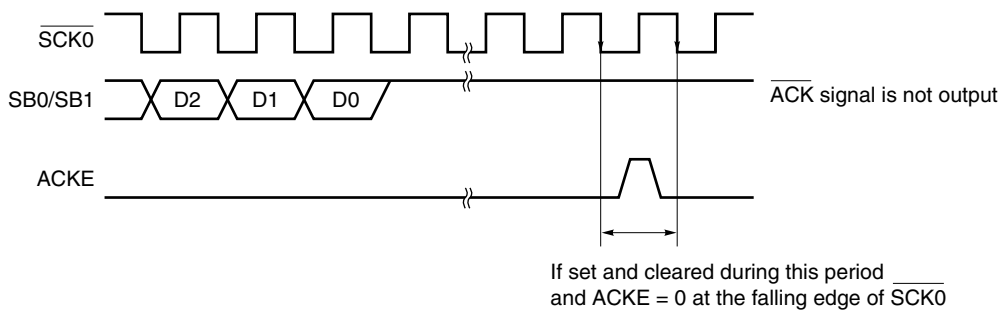 SCK0
SB0/SB1 D2 D1 D0 ACK signal is not output
ACKE
If set and cleared during this period
and ACKE = 0 at the falling edge of SCK0